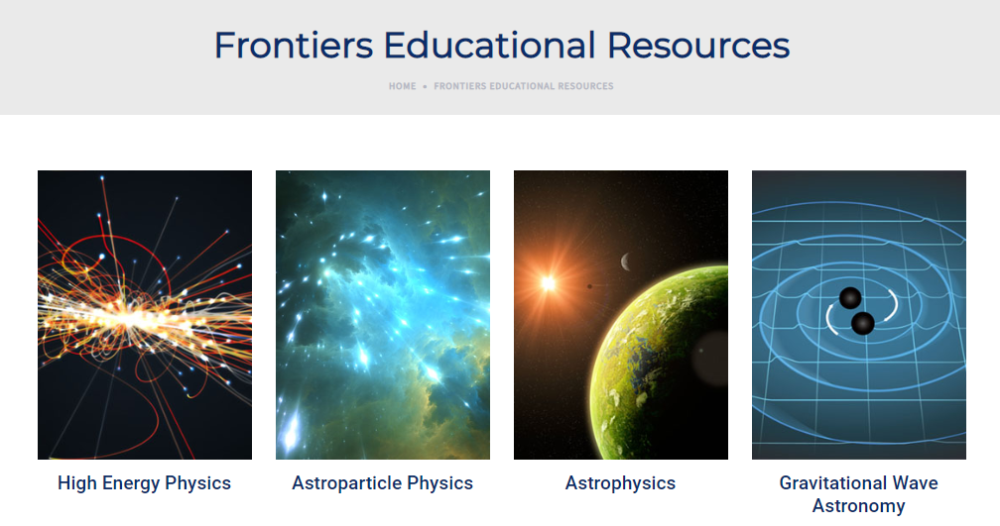 Frontiers Educational Resources
HOME • FRONTIERS EDUCATIONAL RESOURCES
High Energy Physics
Astroparticle Physics
Astrophysics
Gravitational Wave
Astronomy